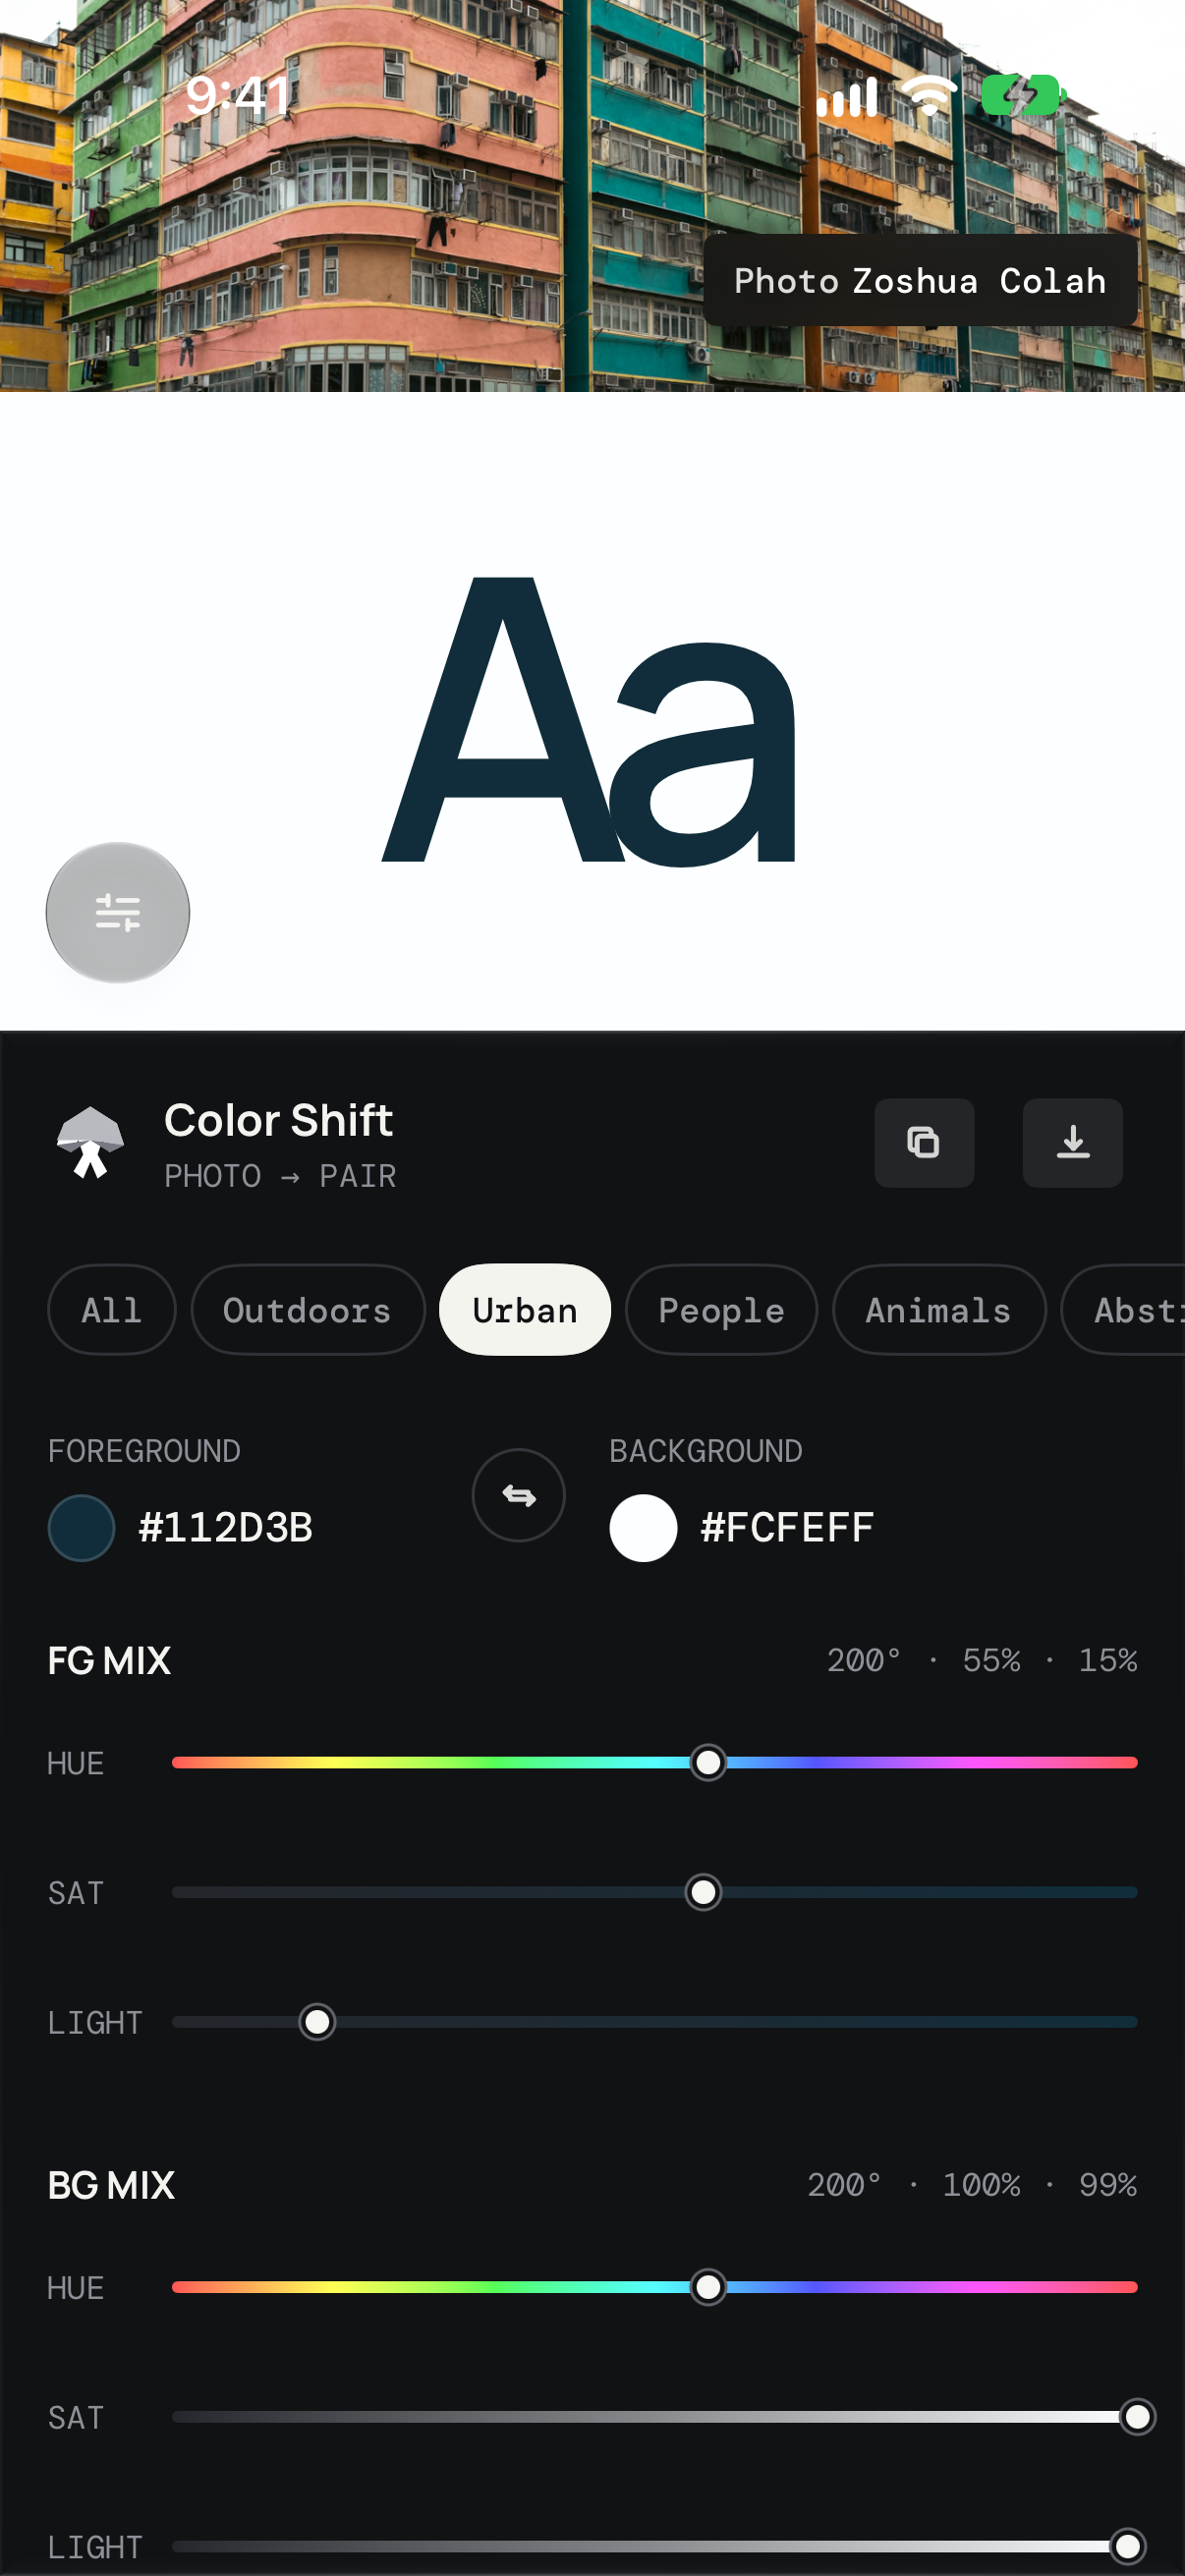 9:41
Photo Zoshua Colah
Aa
Color Shift
PHOTO → PAIR
All Outdoors Urban People Animals
FOREGROUND BACKGROUND
#112D3B #FCFEFF
FG MIX 200° · 55% · 15%
HUE
SAT
LIGHT
BG MIX 200° · 100% · 99%
HUE
SAT
LIGHT